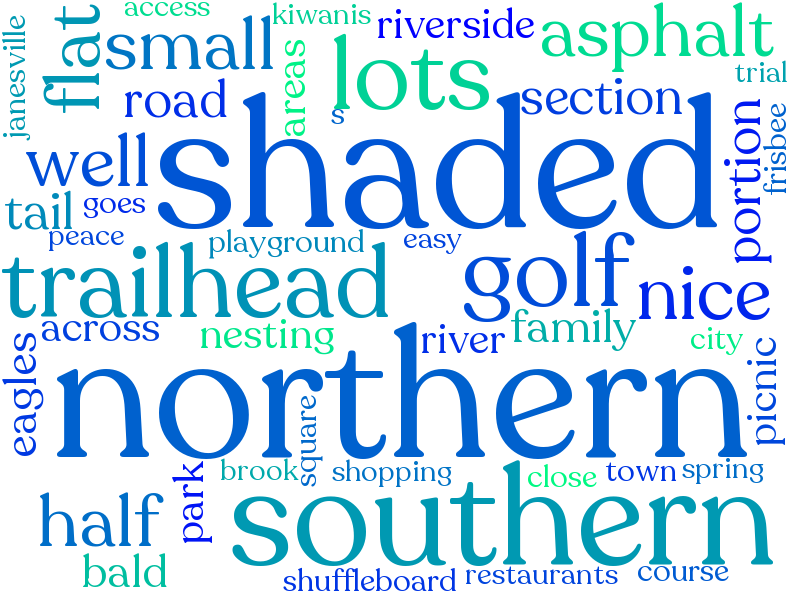 access
kiwanis
riverside
asphalt
janesville
flat
small
areas
lots
trial
road
s
section
frisbee
well
shaded
portion
tail
goes
peace
playground
easy
trailhead
golf
nice
across
nesting
river
family
city
eagles
northern
picnic
square
park
brook
shopping
close
town
spring
half
southern
bald
shuffleboard
restaurants
course